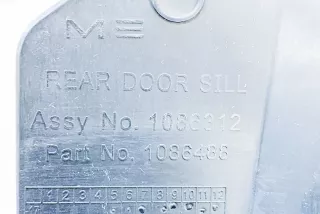 REAR DOOR SILL
Assy No. 1086312
Part No. 1086488
1 2 3 4 5 6 7 8 9 10 11 12